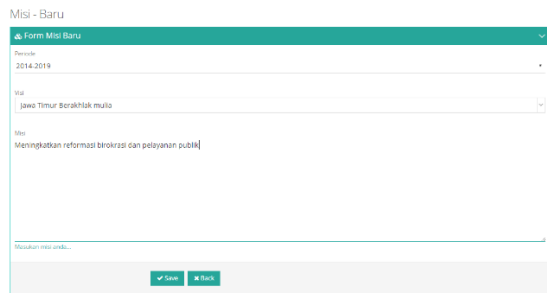 Misi - Baru
Form Misi Baru
Periode
2014-2019
Visi
Jawa Timur Berakhlak mulia
Misi
Meningkatkan reformasi birokrasi dan pelayanan publik
Masukan misi anda...
Save
Back